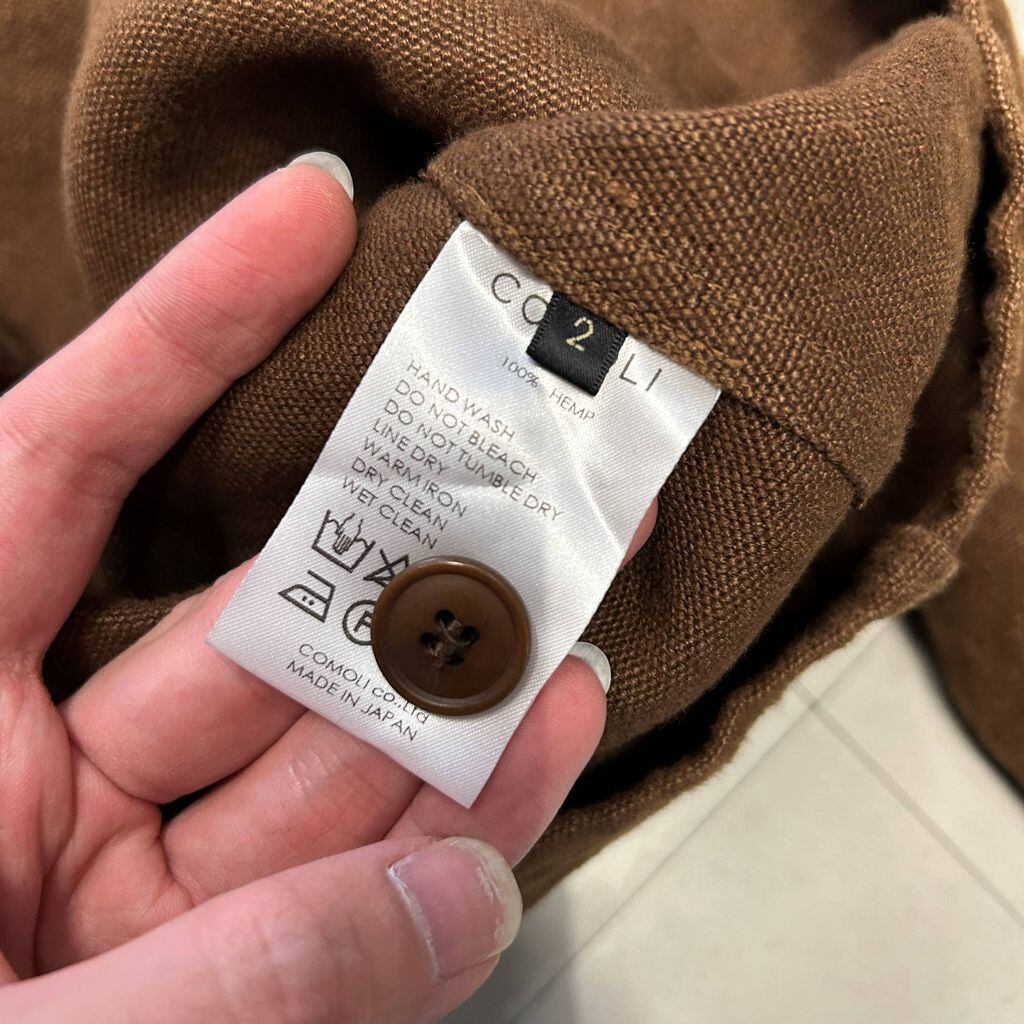 CO LI
2
100% HEMP
HAND WASH
DO NOT BLEACH
DO NOT TUMBLE DRY
LINE DRY
WARM IRON
DRY CLEAN
WET CLEAN
COMOLI co.,Ltd
MADE IN JAPAN